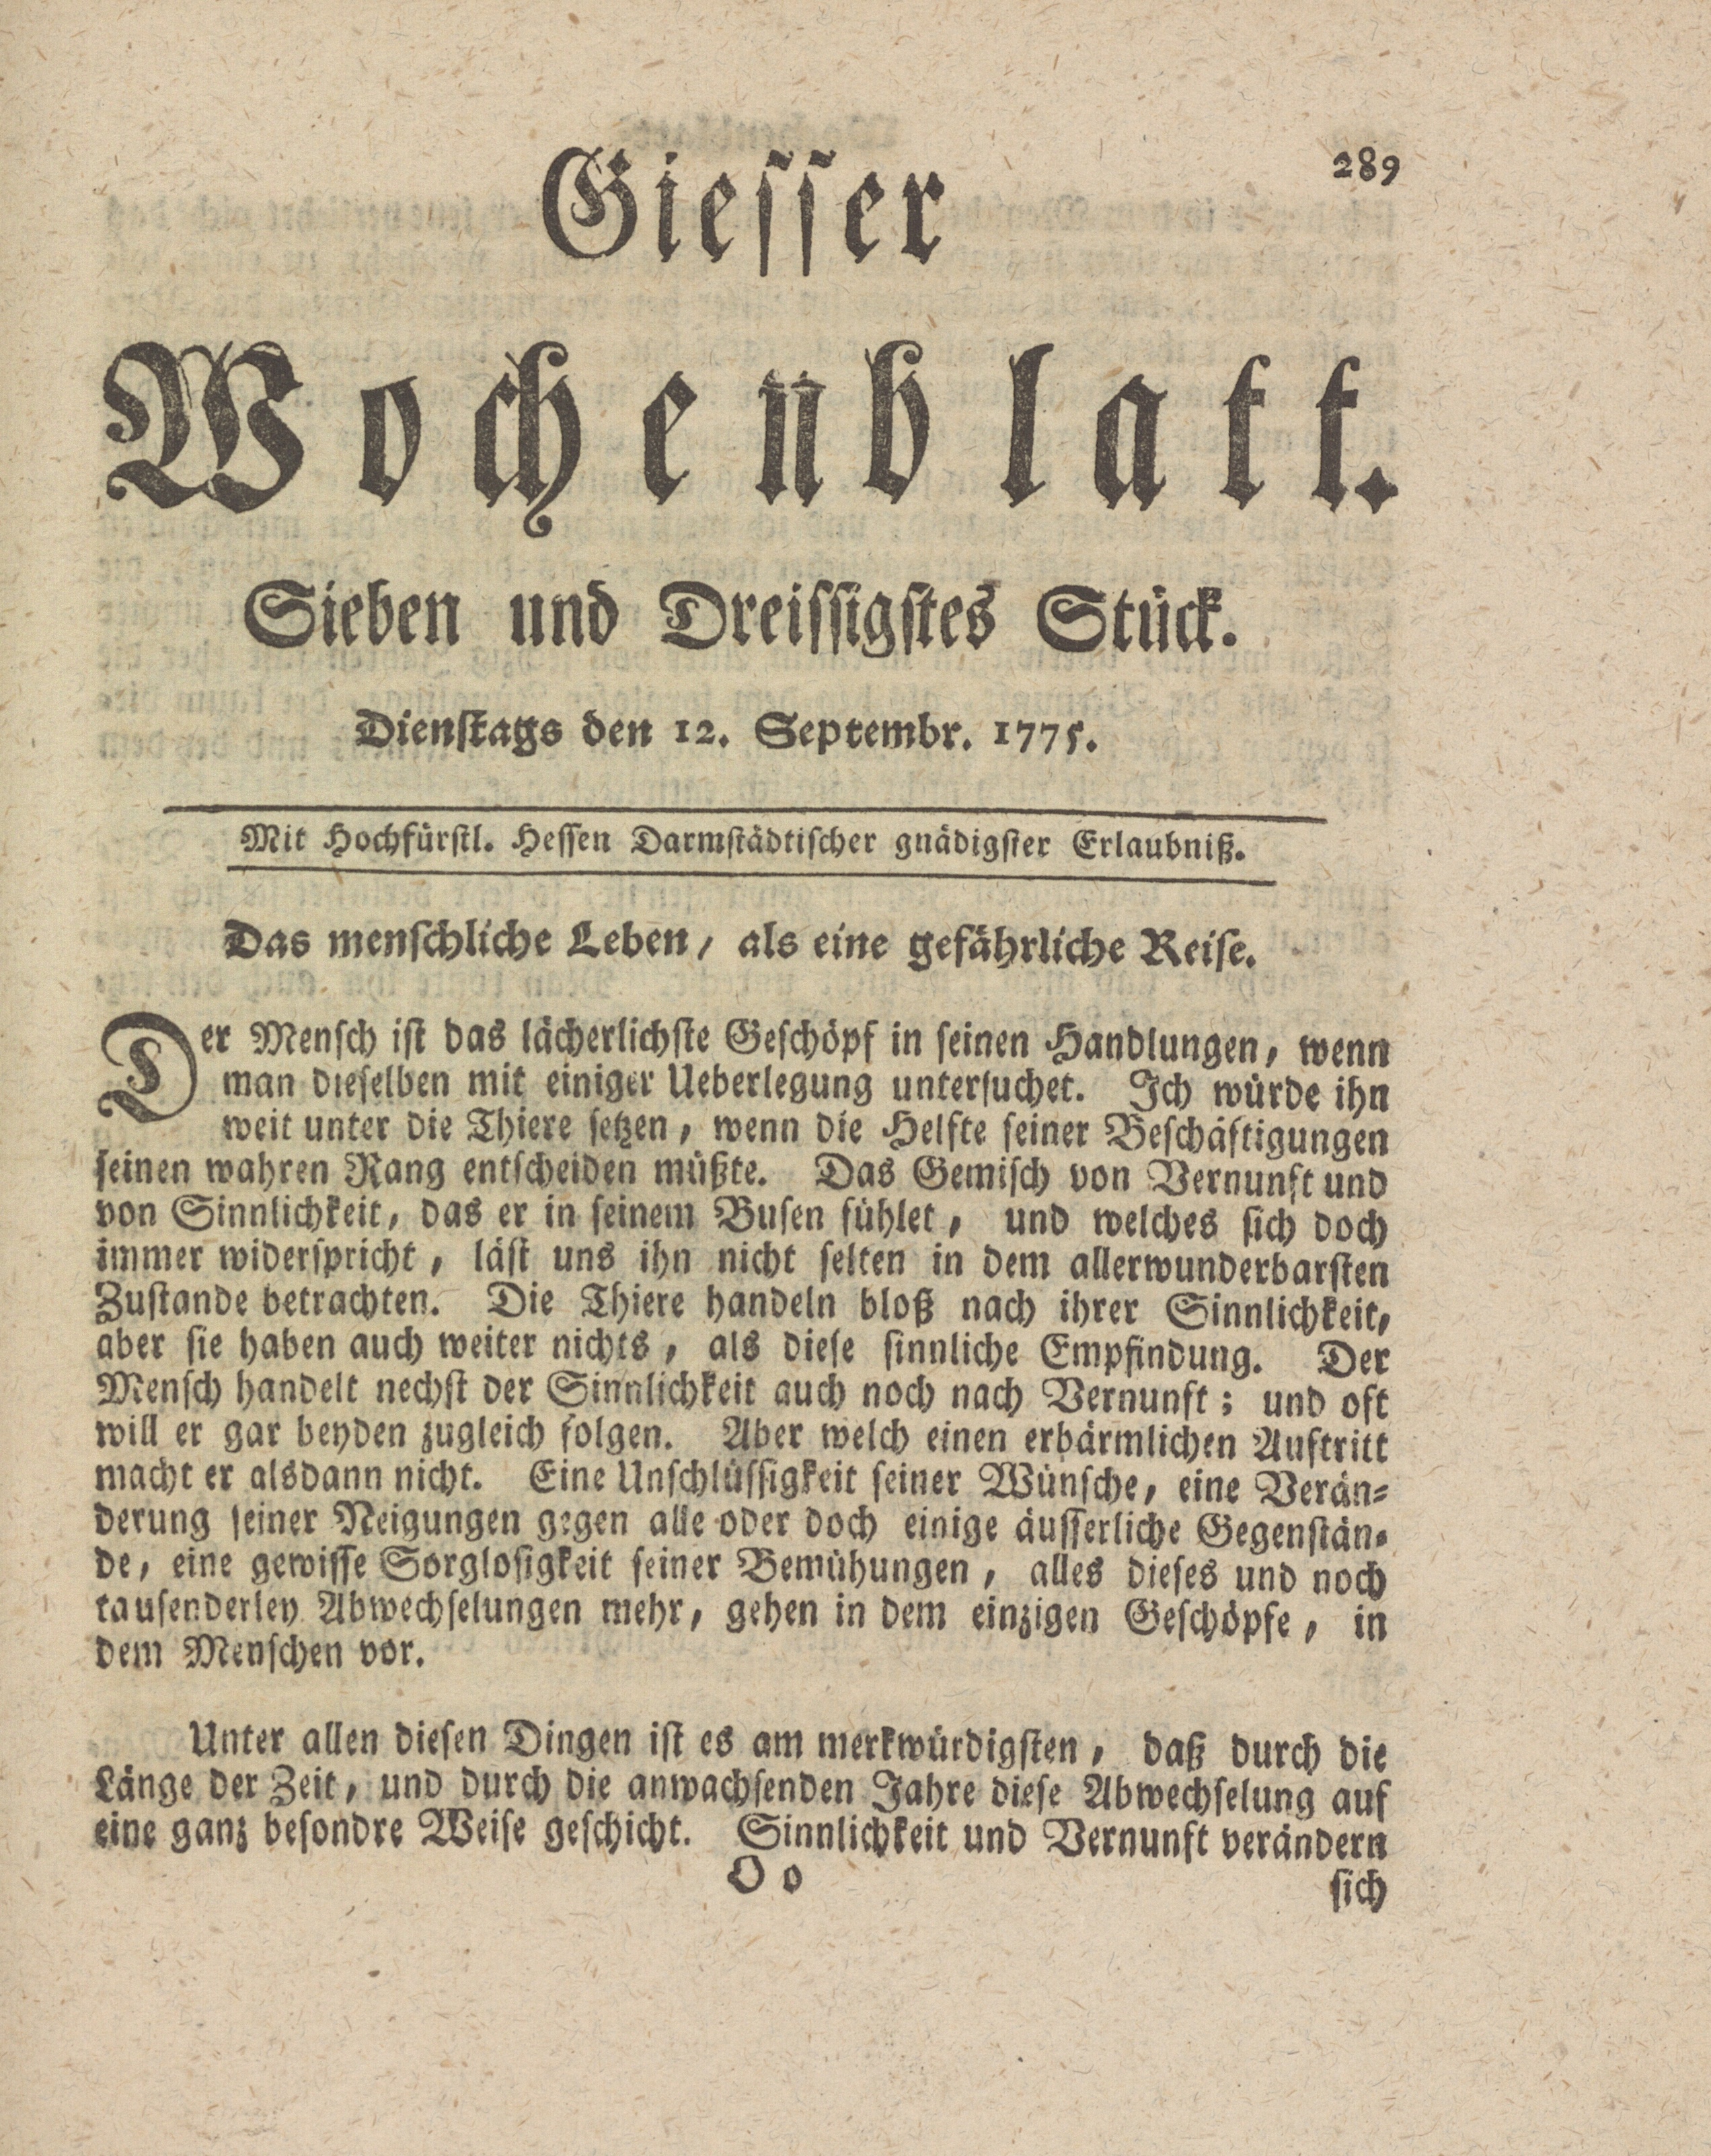 289
Giesser
Wochenblatt.
Sieben und Dreissigstes Stück.
Dienstags den 12. Septembr. 1775.
Mit Hochfürstl. Hessen Darmstädtischer gnädigster Erlaubniß.
Das menschliche Leben, als eine gefährliche Reise.
Der Mensch ist das lächerlichste Geschöpf in seinen Handlungen, wenn
man dieselben mit einiger Ueberlegung untersuchet. Ich würde ihn
weit unter die Thiere setzen, wenn die Helfte seiner Beschäftigungen
seinen wahren Rang entscheiden müßte. Das Gemisch von Vernunft und
von Sinnlichkeit, das er in seinem Busen fühlet, und welches sich doch
immer widerspricht, läst uns ihn nicht selten in dem allerwunderbarsten
Zustande betrachten. Die Thiere handeln bloß nach ihrer Sinnlichkeit,
aber sie haben auch weiter nichts, als diese sinnliche Empfindung. Der
Mensch handelt nechst der Sinnlichkeit auch noch nach Vernunft; und oft
will er gar beyden zugleich folgen. Aber welch einen erbärmlichen Auftritt
macht er alsdann nicht. Eine Unschlüssigkeit seiner Wünsche, eine Verän-
derung seiner Neigungen gegen alle oder doch einige äusserliche Gegenstän-
de, eine gewisse Sorglosigkeit seiner Bemühungen, alles dieses und noch
tausenderley Abwechselungen mehr, gehen in dem einzigen Geschöpfe, in
dem Menschen vor.
Unter allen diesen Dingen ist es am merkwürdigsten, daß durch die
Länge der Zeit, und durch die anwachsenden Jahre diese Abwechselung auf
eine ganz besondre Weise geschicht. Sinnlichkeit und Vernunft verändern
O o
sich